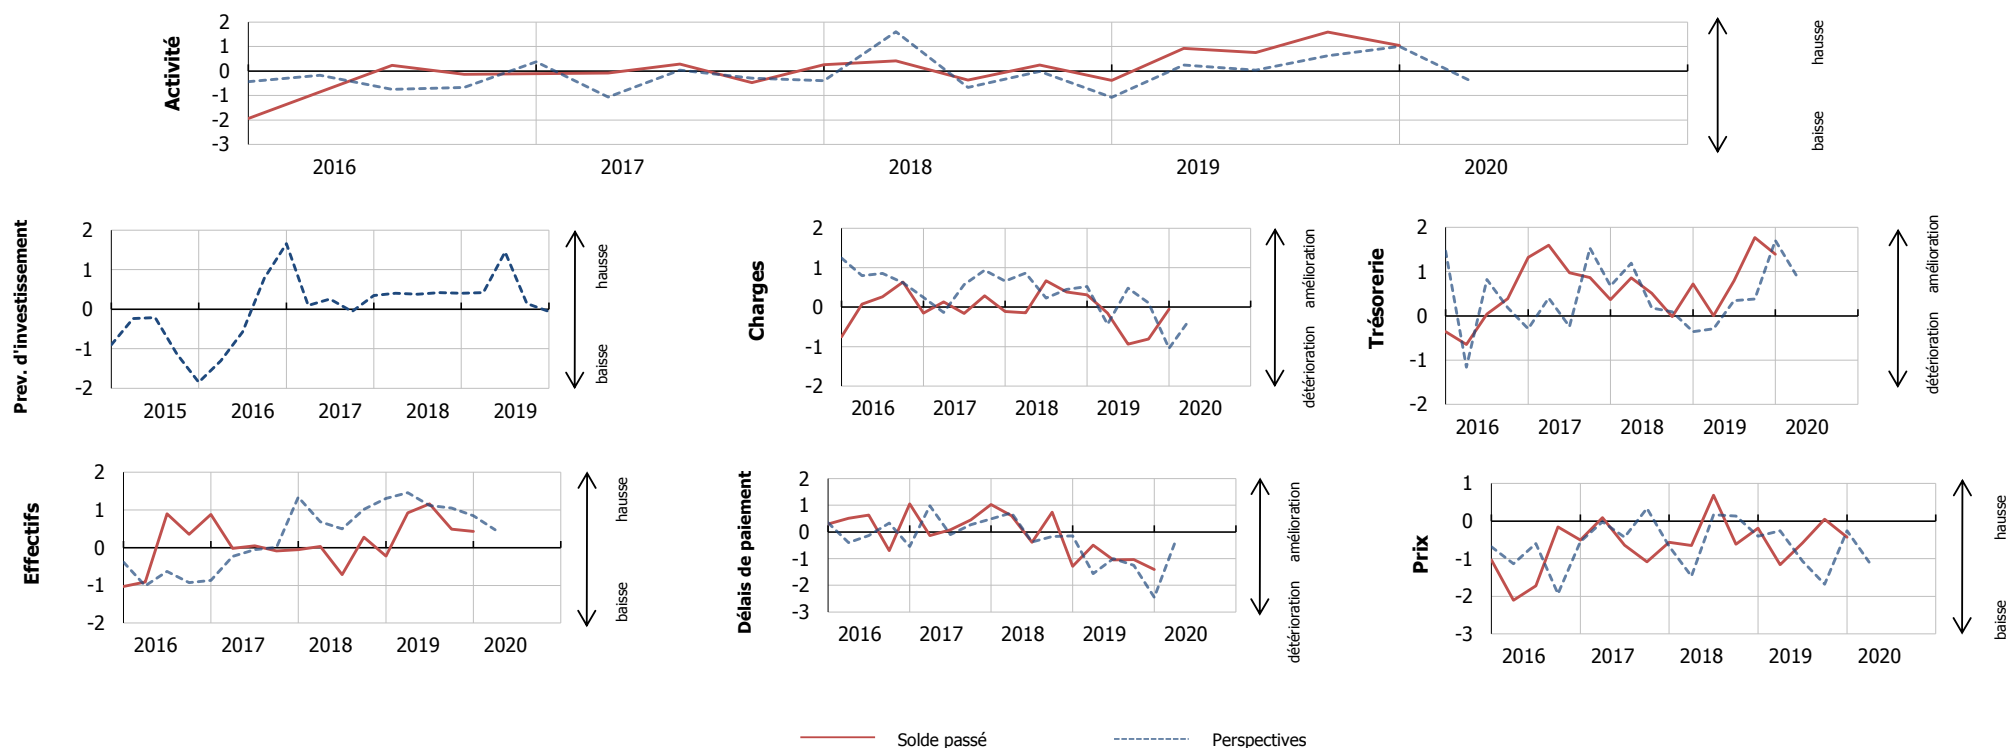 Activité
2
1
0
-1
-2
-3
2016 2017 2018 2019 2020
hausse
baisse
Prev. d'investissement
2
1
0
-1
-2
2015 2016 2017 2018 2019
hausse
baisse
Charges
2
1
0
-1
-2
2016 2017 2018 2019 2020
amélioration
détérioration
Trésorerie
2
1
0
-1
-2
2016 2017 2018 2019 2020
amélioration
détérioration
Effectifs
2
1
0
-1
-2
2016 2017 2018 2019 2020
hausse
baisse
Délais de paiement
2
1
0
-1
-2
-3
2016 2017 2018 2019 2020
amélioration
détérioration
Prix
1
0
-1
-2
-3
2016 2017 2018 2019 2020
hausse
baisse
Solde passé Perspectives